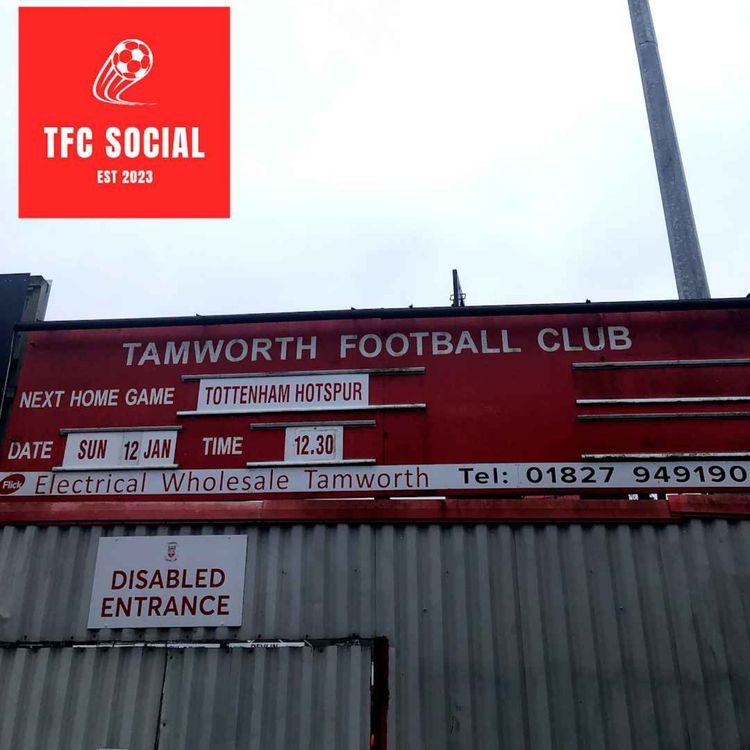 TFC SOCIAL
EST 2023
TAMWORTH FOOTBALL CLUB
NEXT HOME GAME TOTTENHAM HOTSPUR
DATE SUN 12 JAN TIME 12.30
Flick Electrical Wholesale Tamworth Tel: 01827 949190
DISABLED
ENTRANCE